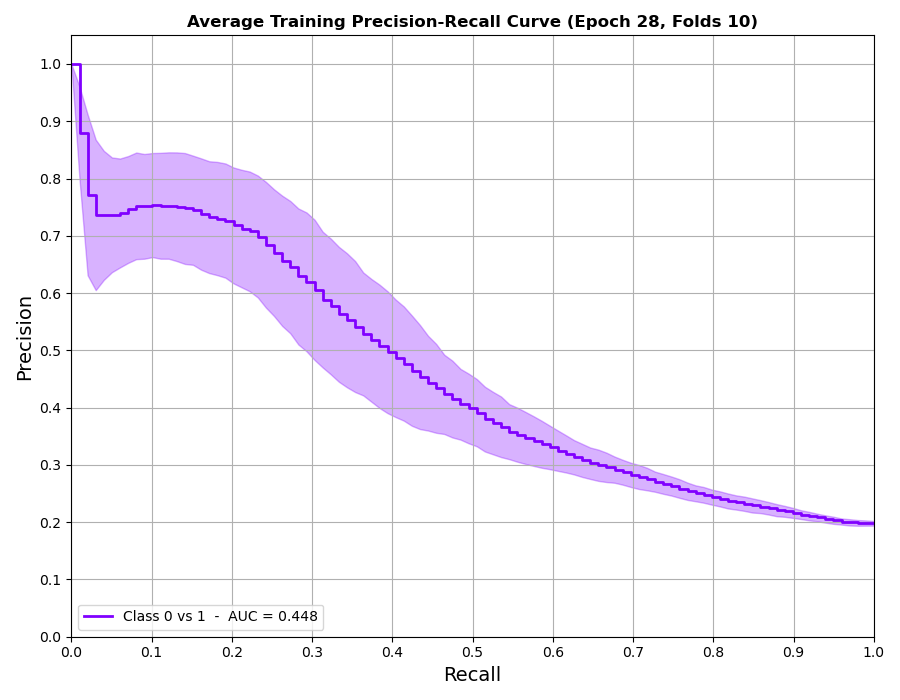 Average Training Precision-Recall Curve (Epoch 28, Folds 10)
Precision
1.0
0.9
0.8
0.7
0.6
0.5
0.4
0.3
0.2
0.1
0.0
Class 0 vs 1 - AUC = 0.448
0.0 0.1 0.2 0.3 0.4 0.5 0.6 0.7 0.8 0.9 1.0
Recall